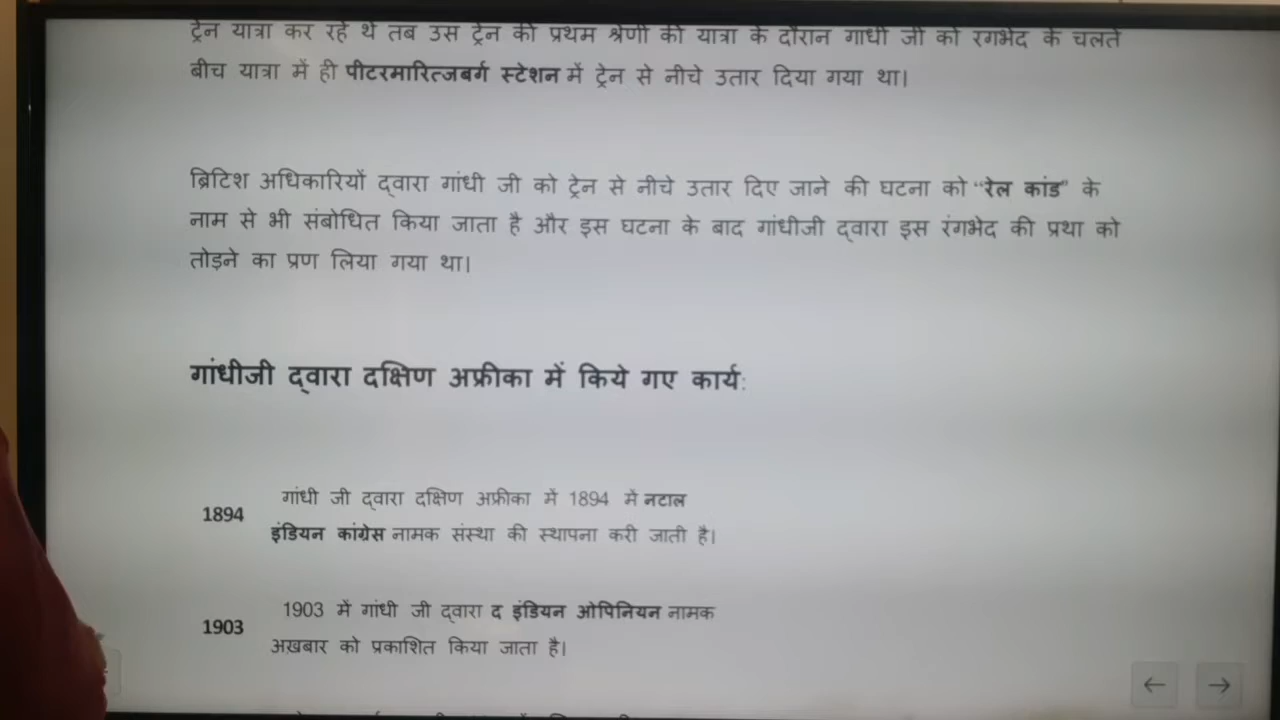 ट्रेन यात्रा कर रहे थे तब उस ट्रेन की प्रथम श्रेणी की यात्रा के दौरान गांधी जी को रंगभेद के चलते
बीच यात्रा में ही पीटरमारित्जबर्ग स्टेशन में ट्रेन से नीचे उतार दिया गया था।
ब्रिटिश अधिकारियों द्वारा गांधी जी को ट्रेन से नीचे उतार दिए जाने की घटना को “रेल कांड” के
नाम से भी संबोधित किया जाता है और इस घटना के बाद गांधीजी द्वारा इस रंगभेद की प्रथा को
तोड़ने का प्रण लिया गया था।
गांधीजी द्वारा दक्षिण अफ्रीका में किये गए कार्य:
गांधी जी द्वारा दक्षिण अफ्रीका में 1894 में नटाल
1894
इंडियन कांग्रेस नामक संस्था की स्थापना करी जाती है।
1903 में गांधी जी द्वारा द इंडियन ओपिनियन नामक
1903
अख़बार को प्रकाशित किया जाता है।